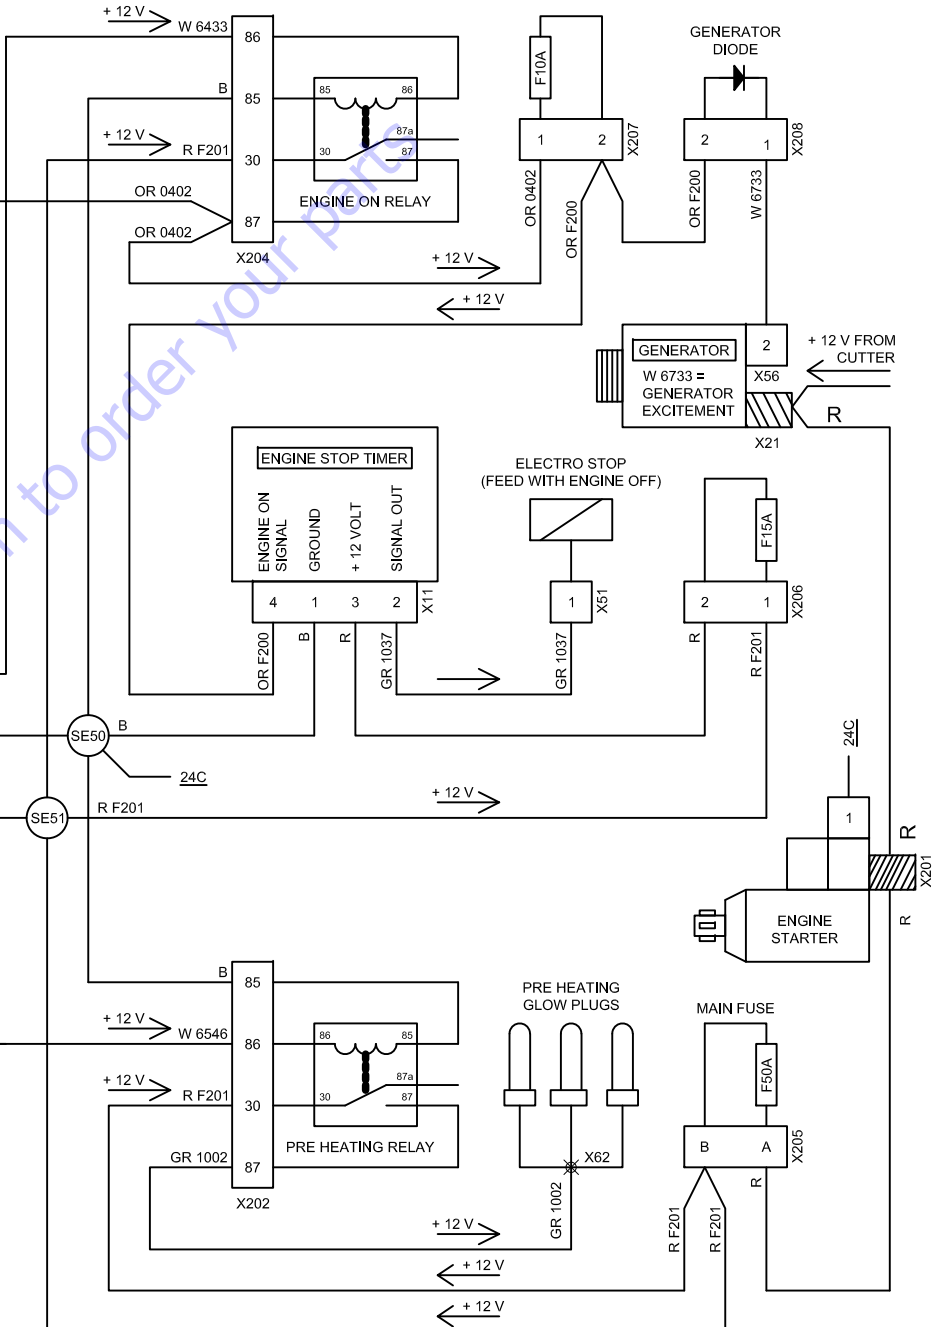 + 12 V
W 6433
86
B
85
+ 12 V
R F201
30
OR 0402
OR 0402
87
X204
85
86
87a
30
87
ENGINE ON RELAY
+ 12 V
+ 12 V
F10A
1
2
X207
OR 0402
OR F200
GENERATOR
DIODE
2
1
X208
OR F200
W 6733
GENERATOR
W 6733 =
GENERATOR
EXCITEMENT
2
X56
X21
+ 12 V FROM
CUTTER
R
ENGINE STOP TIMER
ENGINE ON
SIGNAL
GROUND
+ 12 VOLT
SIGNAL OUT
4
1
3
2
X11
OR F200
B
R
GR 1037
ELECTRO STOP
(FEED WITH ENGINE OFF)
1
X51
GR 1037
F15A
2
1
X206
R
R F201
SE50
B
24C
SE51
R F201
+ 12 V
24C
1
R
X201
R
ENGINE
STARTER
B
85
+ 12 V
W 6546
86
+ 12 V
R F201
30
GR 1002
87
X202
86
85
87a
30
87
PRE HEATING RELAY
PRE HEATING
GLOW PLUGS
X62
GR 1002
MAIN FUSE
F50A
B
A
X205
R
R F201
R F201
+ 12 V
+ 12 V
+ 12 V
n to order your parts